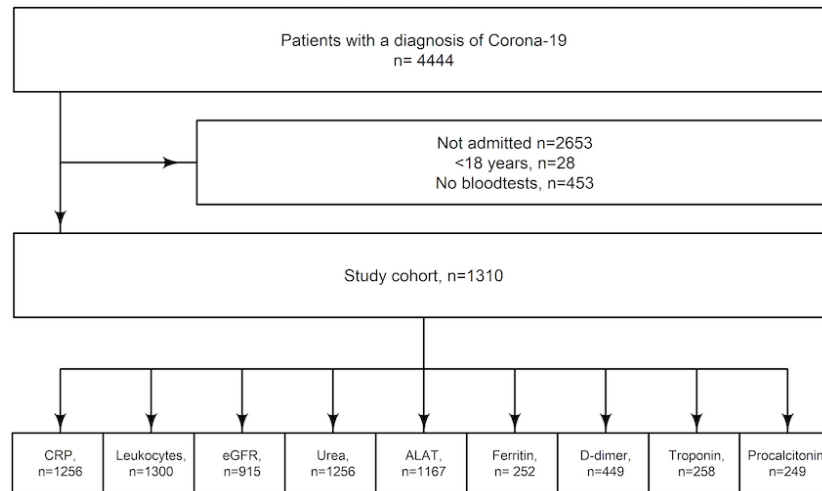 Patients with a diagnosis of Corona-19
n= 4444
Not admitted n=2653
<18 years, n=28
No bloodtests, n=453
Study cohort, n=1310
CRP,
n=1256
Leukocytes,
n=1300
eGFR,
n=915
Urea,
n=1256
ALAT,
n=1167
Ferritin,
n= 252
D-dimer,
n=449
Troponin,
n=258
Procalcitonin
n=249